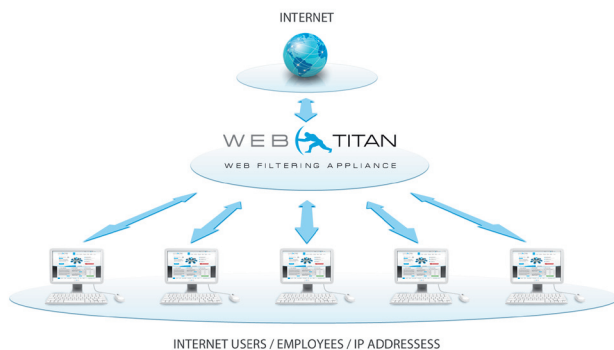 INTERNET
WEB TITAN
WEB FILTERING APPLIANCE
INTERNET USERS / EMPLOYEES / IP ADDRESSESS